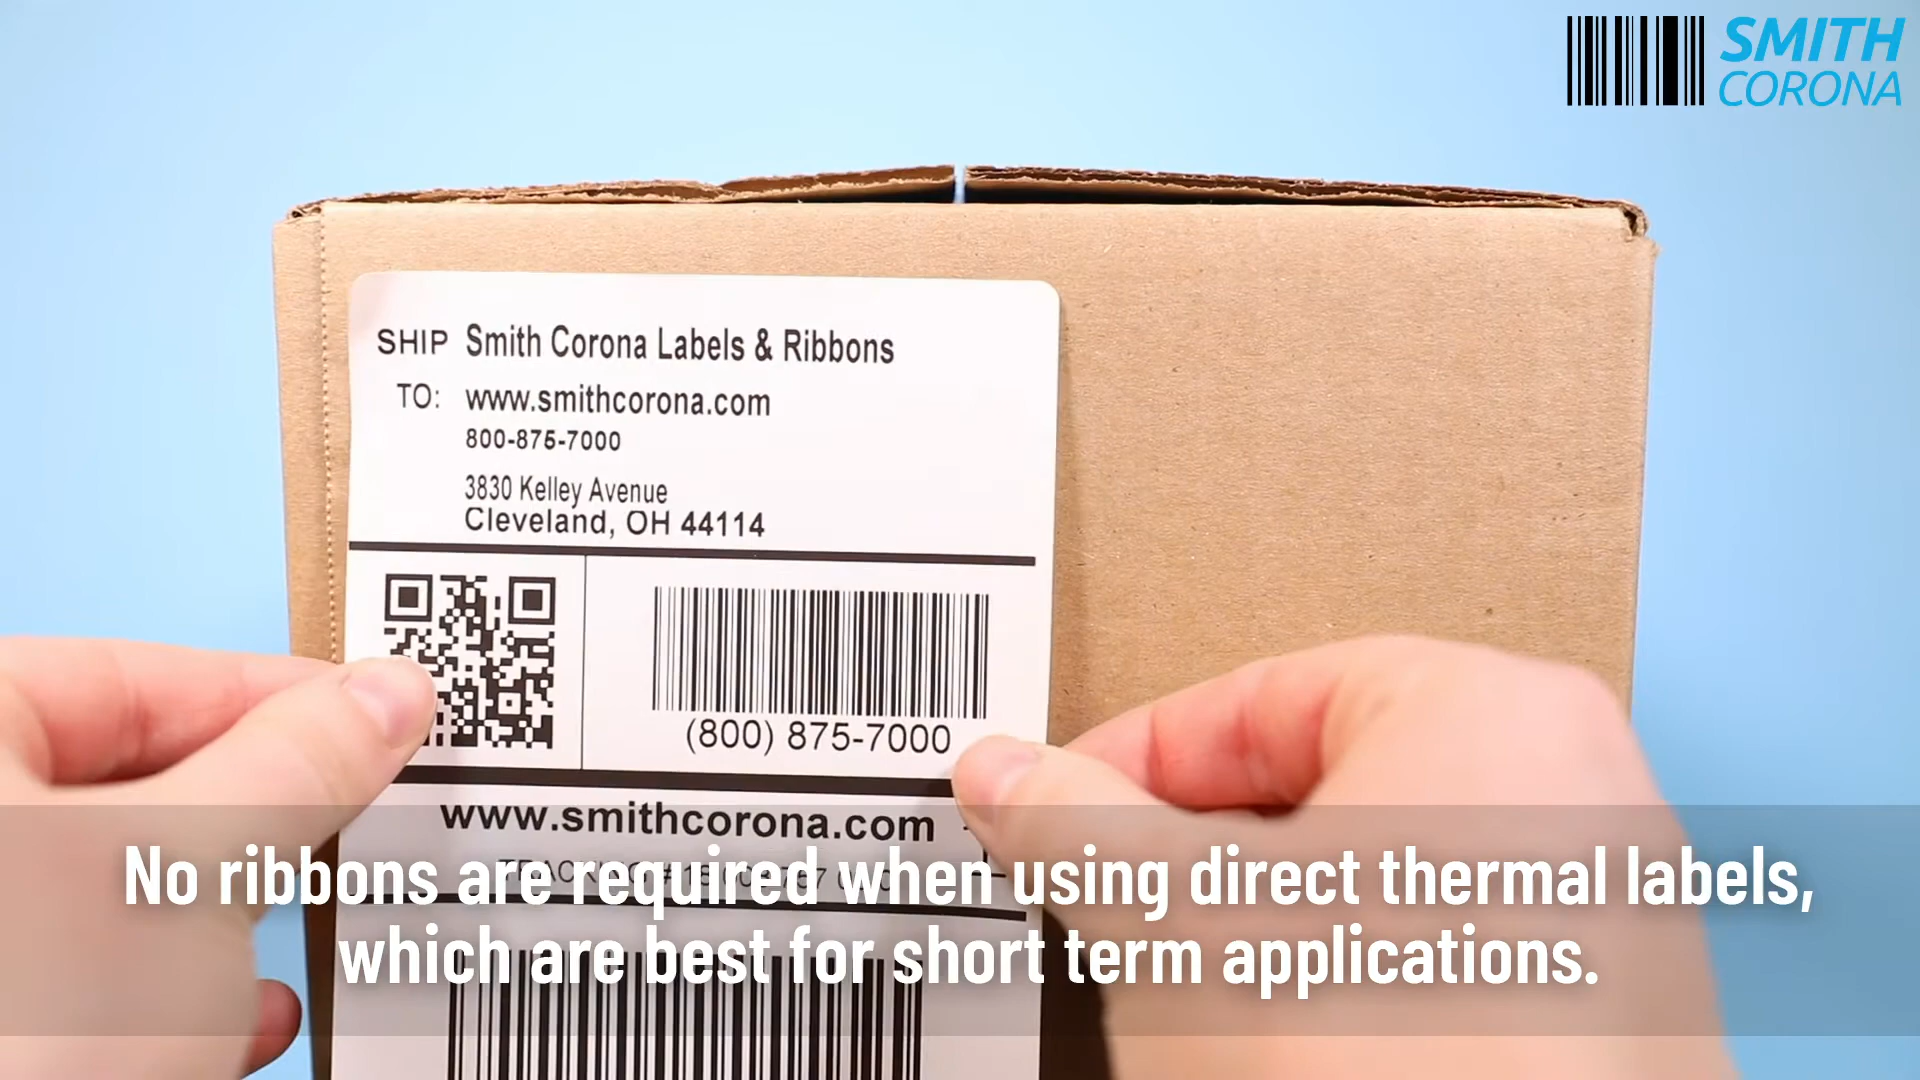 SMITH
CORONA
SHIP Smith Corona Labels & Ribbons
TO: www.smithcorona.com
800-875-7000
3830 Kelley Avenue
Cleveland, OH 44114
(800) 875-7000
www.smithcorona.com
TRACKING #
No ribbons are required when using direct thermal labels,
which are best for short term applications.